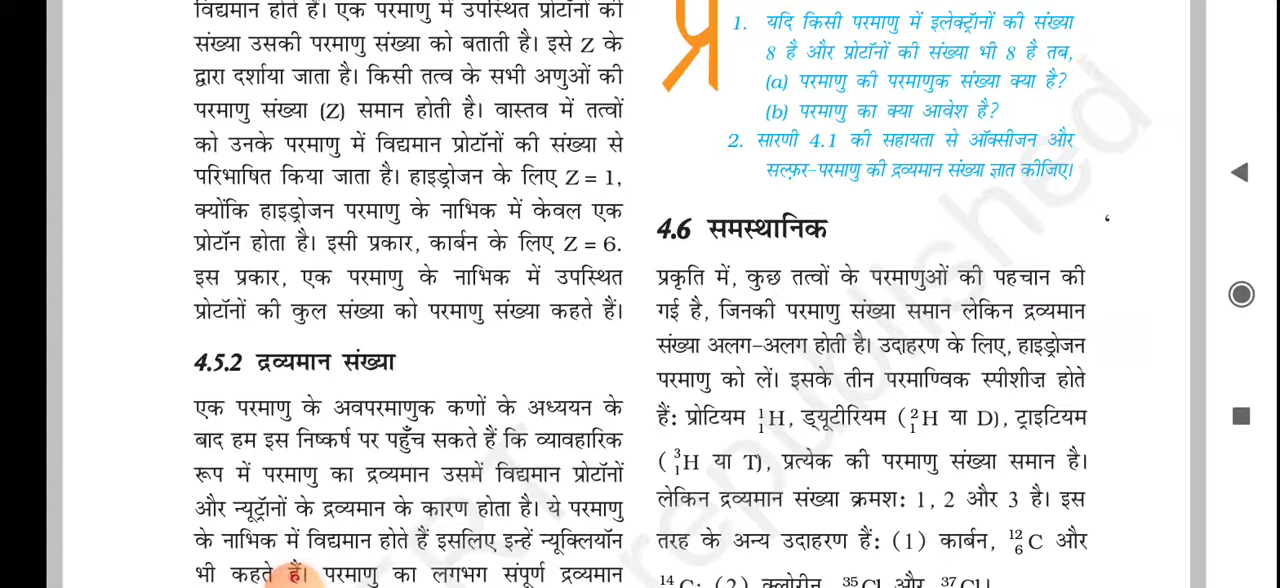 विद्यमान होते हैं। एक परमाणु में उपस्थित प्रोटॉनों की
संख्या उसकी परमाणु संख्या को बताती है। इसे Z के
द्वारा दर्शाया जाता है। किसी तत्व के सभी अणुओं की
परमाणु संख्या (Z) समान होती है। वास्तव में तत्वों
को उनके परमाणु में विद्यमान प्रोटॉनों की संख्या से
परिभाषित किया जाता है। हाइड्रोजन के लिए Z = 1,
क्योंकि हाइड्रोजन परमाणु के नाभिक में केवल एक
प्रोटॉन होता है। इसी प्रकार, कार्बन के लिए Z = 6.
इस प्रकार, एक परमाणु के नाभिक में उपस्थित
प्रोटॉनों की कुल संख्या को परमाणु संख्या कहते हैं।
4.5.2 द्रव्यमान संख्या
एक परमाणु के अवपरमाणुक कणों के अध्ययन के
बाद हम इस निष्कर्ष पर पहुँच सकते हैं कि व्यावहारिक
रूप में परमाणु का द्रव्यमान उसमें विद्यमान प्रोटॉनों
और न्यूट्रॉनों के द्रव्यमान के कारण होता है। ये परमाणु
के नाभिक में विद्यमान होते हैं इसलिए इन्हें न्यूक्लियॉन
भी कहते हैं। परमाणु का लगभग संपूर्ण द्रव्यमान
प्र
1. यदि किसी परमाणु में इलेक्ट्रॉनों की संख्या
8 है और प्रोटॉनों की संख्या भी 8 है तब,
(a) परमाणु की परमाणुक संख्या क्या है?
(b) परमाणु का क्या आवेश है?
2. सारणी 4.1 की सहायता से ऑक्सीजन और
सल्फ़र-परमाणु की द्रव्यमान संख्या ज्ञात कीजिए।
4.6 समस्थानिक
प्रकृति में, कुछ तत्वों के परमाणुओं की पहचान की
गई है, जिनकी परमाणु संख्या समान लेकिन द्रव्यमान
संख्या अलग-अलग होती है। उदाहरण के लिए, हाइड्रोजन
परमाणु को लें। इसके तीन परमाण्विक स्पीशीज़ होते
हैं: प्रोटियम ¹₁H, ड्यूटीरियम (²₁H या D), ट्राइटियम
(³₁H या T), प्रत्येक की परमाणु संख्या समान है।
लेकिन द्रव्यमान संख्या क्रमश: 1, 2 और 3 है। इस
तरह के अन्य उदाहरण हैं: (1) कार्बन, ¹²₆C और
¹⁴C; (2) क्लोरीन, ³⁵Cl और ³⁷Cl।
republished